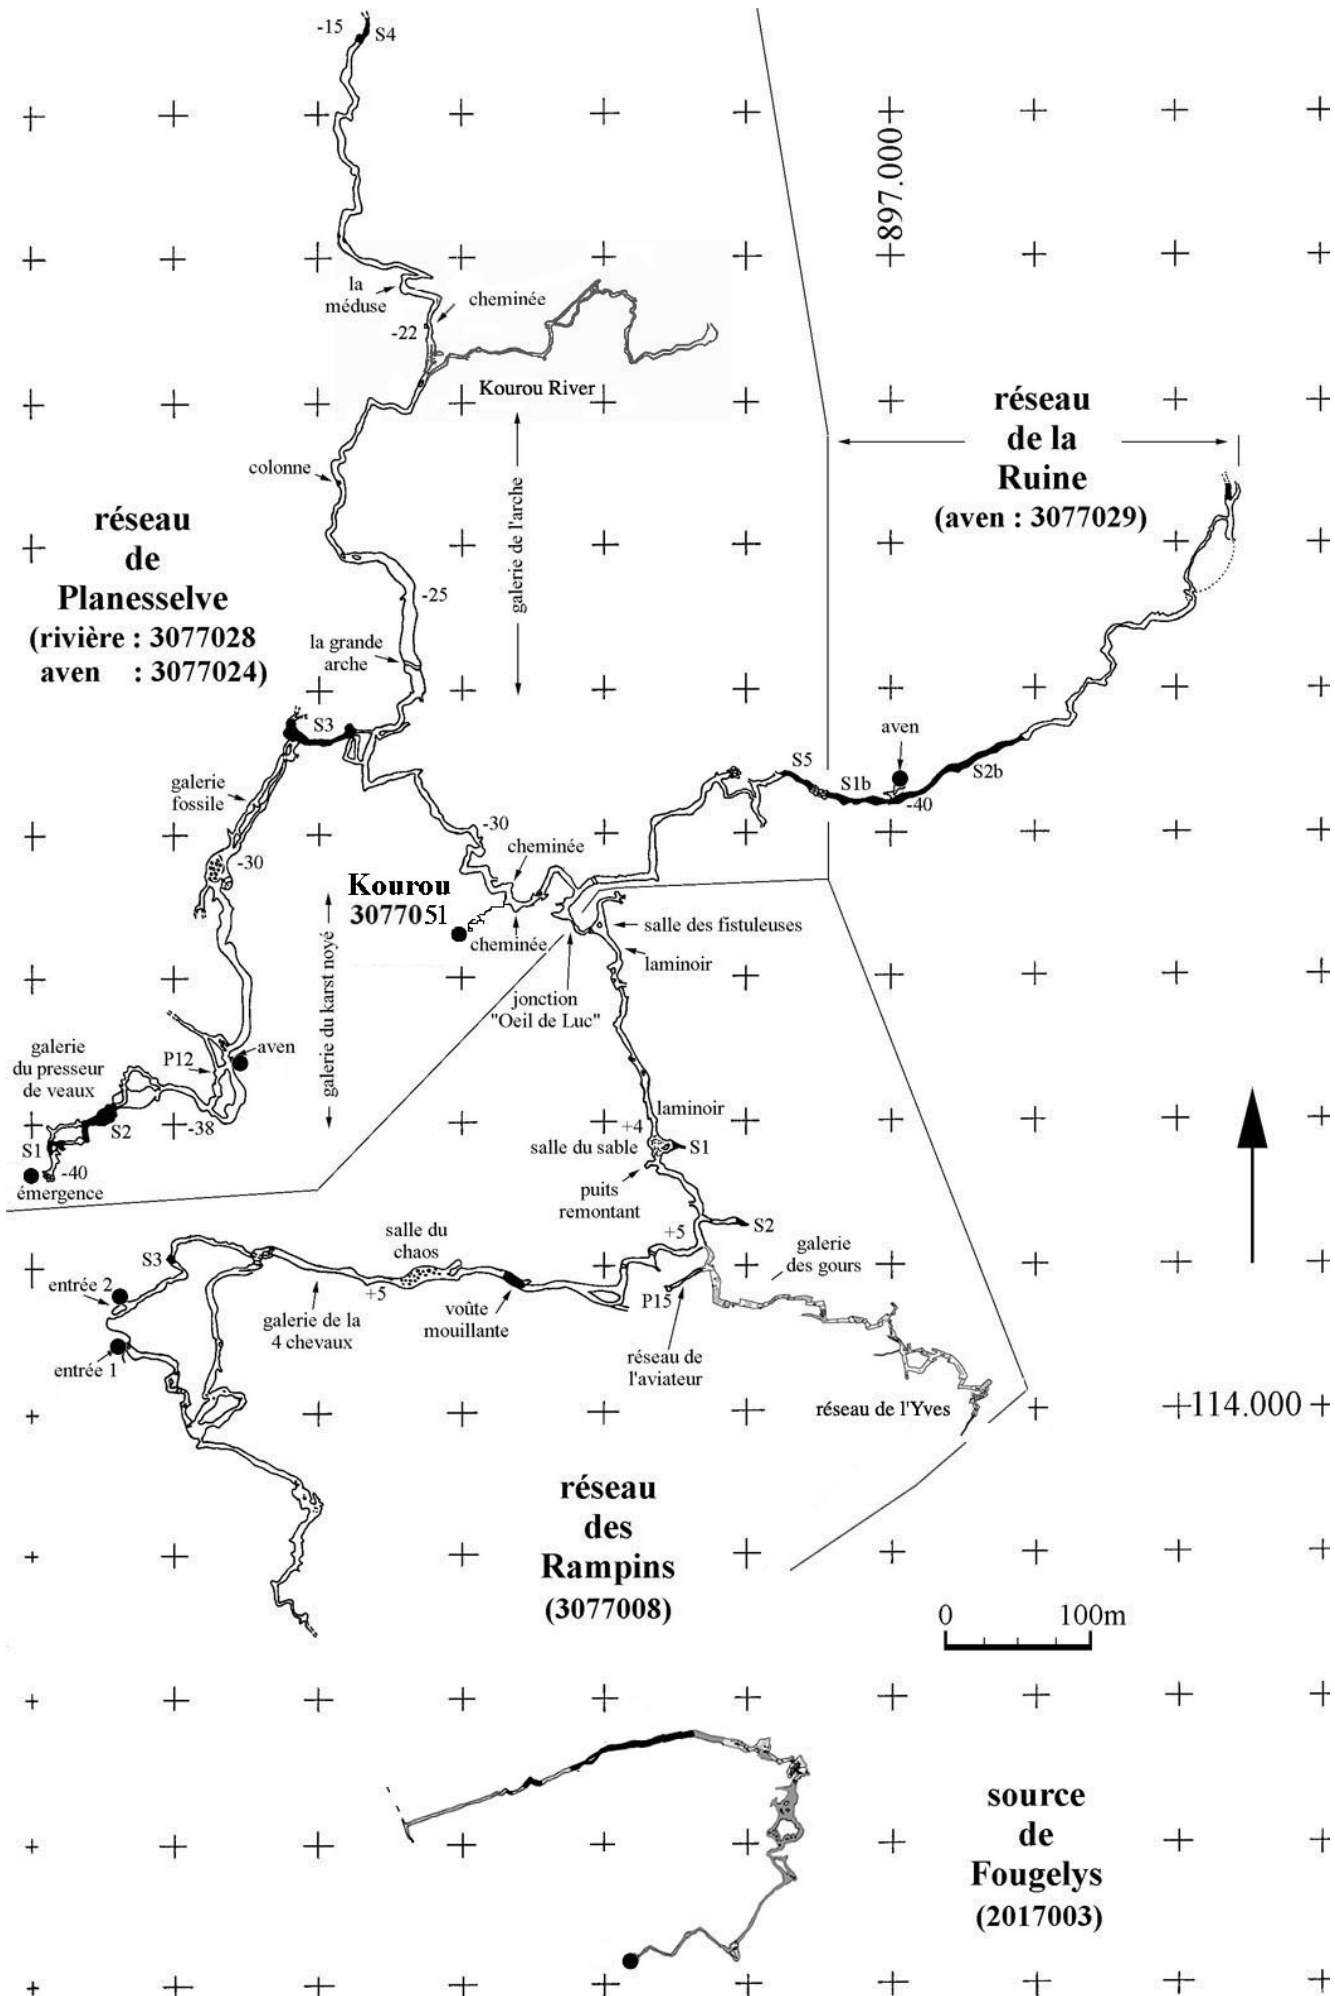 -15
S4
897.000
la
méduse
cheminée
-22
Kourou River
réseau
de la
Ruine
(aven : 3077029)
colonne
galerie de l'arche
réseau
de
Planesselve
(rivière : 3077028
aven : 3077024)
-25
la grande
arche
S3
aven
S5
S1b
S2b
-40
galerie
fossile
-30
cheminée
-30
Kourou
3077051
cheminée
salle des fistuleuses
laminoir
jonction
"Oeil de Luc"
galerie du karst noyé
galerie
du presseur
de veaux
P12
aven
S1
S2
-38
-40
émergence
laminoir
+4
salle du sable
S1
puits
remontant
S2
+5
salle du
chaos
galerie
des gours
S3
entrée 2
+5
P15
galerie de la
4 chevaux
voûte
mouillante
entrée 1
réseau de
l'aviateur
réseau de l'Yves
114.000
réseau
des
Rampins
(3077008)
0 100m
source
de
Fougelys
(2017003)